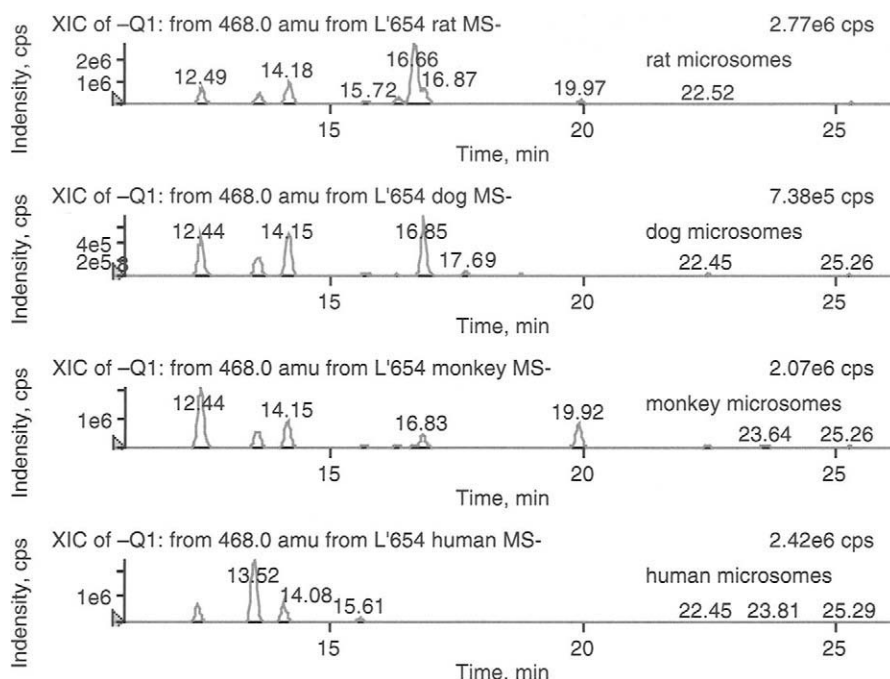 XIC of –Q1: from 468.0 amu from L'654 rat MS- 2.77e6 cps
Indensity, cps
2e6
1e6
12.49 14.18 15.72 16.66 16.87 19.97 22.52
rat microsomes
15 20 25
Time, min
XIC of –Q1: from 468.0 amu from L'654 dog MS- 7.38e5 cps
Indensity, cps
4e5
2e5
12.44 14.15 16.85 17.69 22.45 25.26
dog microsomes
15 20 25
Time, min
XIC of –Q1: from 468.0 amu from L'654 monkey MS- 2.07e6 cps
Indensity, cps
1e6
12.44 14.15 16.83 19.92 23.64 25.26
monkey microsomes
15 20 25
Time, min
XIC of –Q1: from 468.0 amu from L'654 human MS- 2.42e6 cps
Indensity, cps
1e6
13.52 14.08 15.61 22.45 23.81 25.29
human microsomes
15 20 25
Time, min